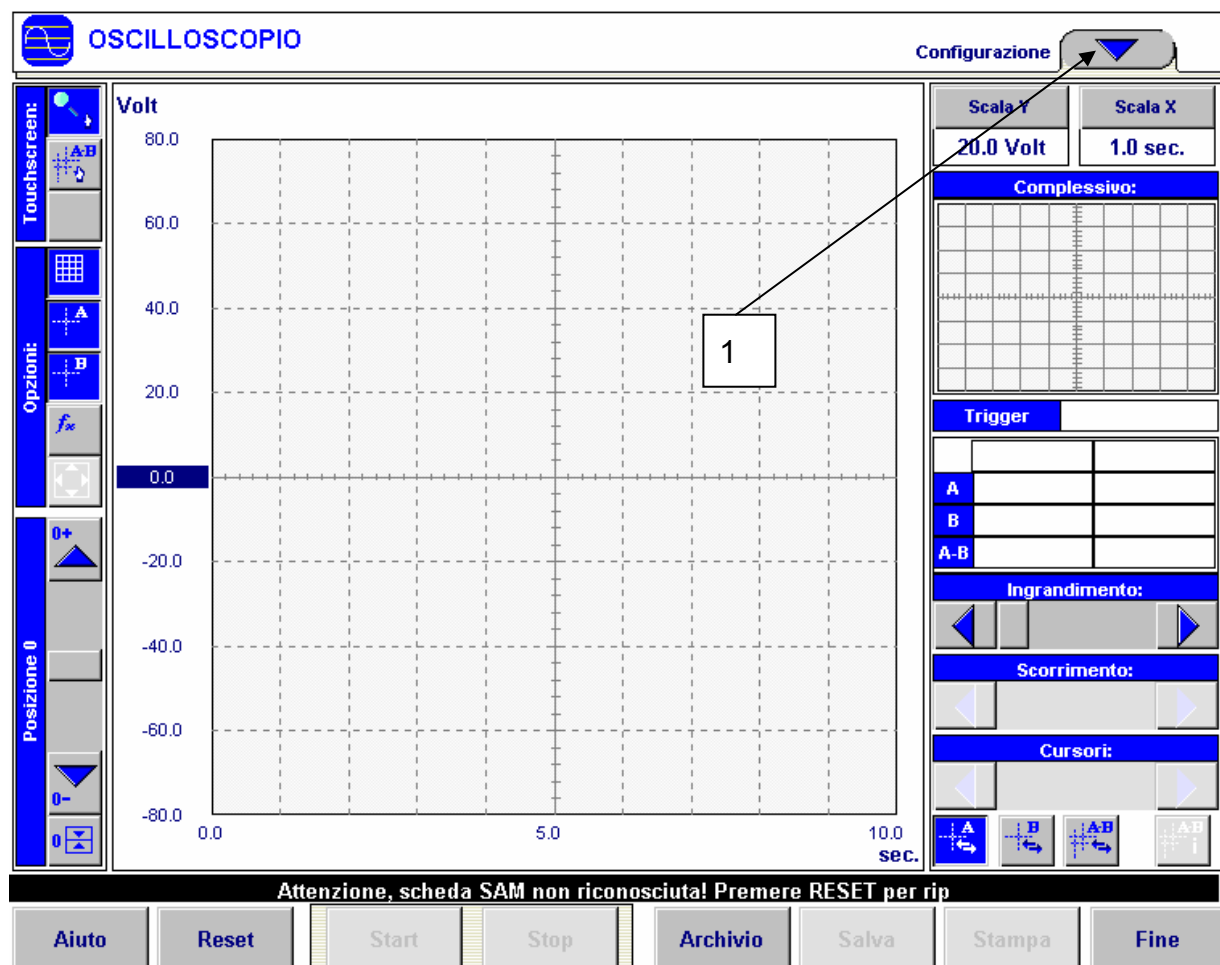 OSCILLOSCOPIO
Configurazione
Touchscreen:
A-B
Opzioni:
A
B
fx
Posizione 0
0+
0-
0
Volt
80.0
60.0
40.0
20.0
0.0
-20.0
-40.0
-60.0
-80.0
0.0 5.0 10.0
sec.
1
Scala Y Scala X
20.0 Volt 1.0 sec.
Complessivo:
Trigger
A
B
A-B
Ingrandimento:
Scorrimento:
Cursori:
A B A-B A-B i
Attenzione, scheda SAM non riconosciuta! Premere RESET per rip
Aiuto Reset Start Stop Archivio Salva Stampa Fine